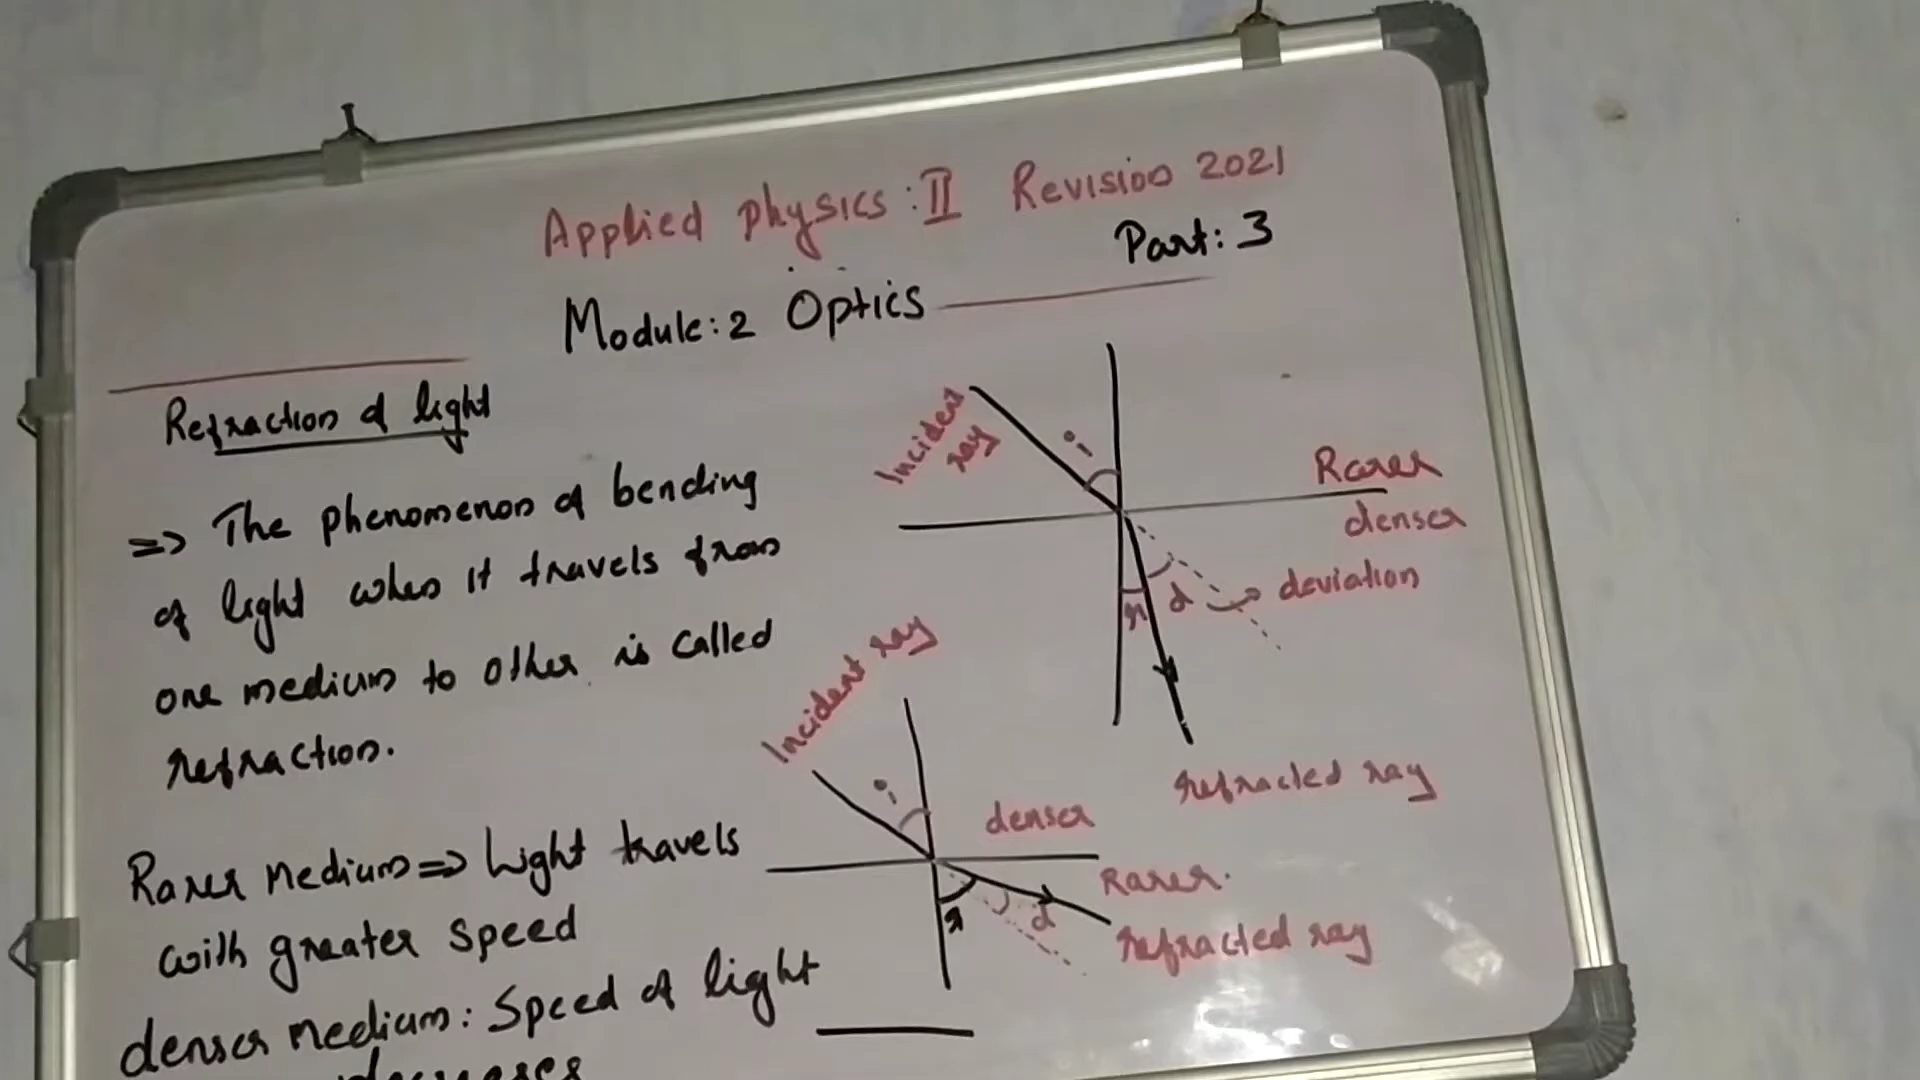 Applied physics: II Revision 2021
Part: 3
Module: 2 Optics
Refraction of light
=> The phenomenon of bending
of light when it travels from
one medium to other is called
refraction.
Rarer Medium => Light travels
with greater speed
denser medium: Speed of light
decreases
Incident
ray
i
Rarer
denser
r
d
deviation
refracted ray
Incident ray
i
denser
Rarer.
r
d
refracted ray